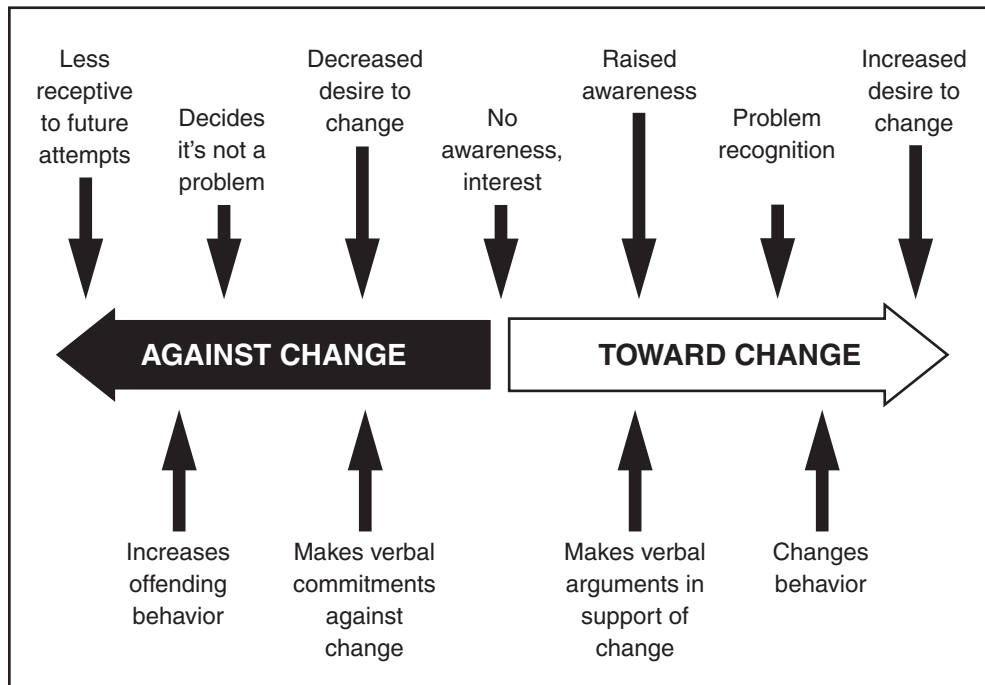 Less
receptive
to future
attempts
Decides
it's not a
problem
Decreased
desire to
change
No
awareness,
interest
Raised
awareness
Problem
recognition
Increased
desire to
change
AGAINST CHANGE
TOWARD CHANGE
Increases
offending
behavior
Makes verbal
commitments
against
change
Makes verbal
arguments in
support of
change
Changes
behavior